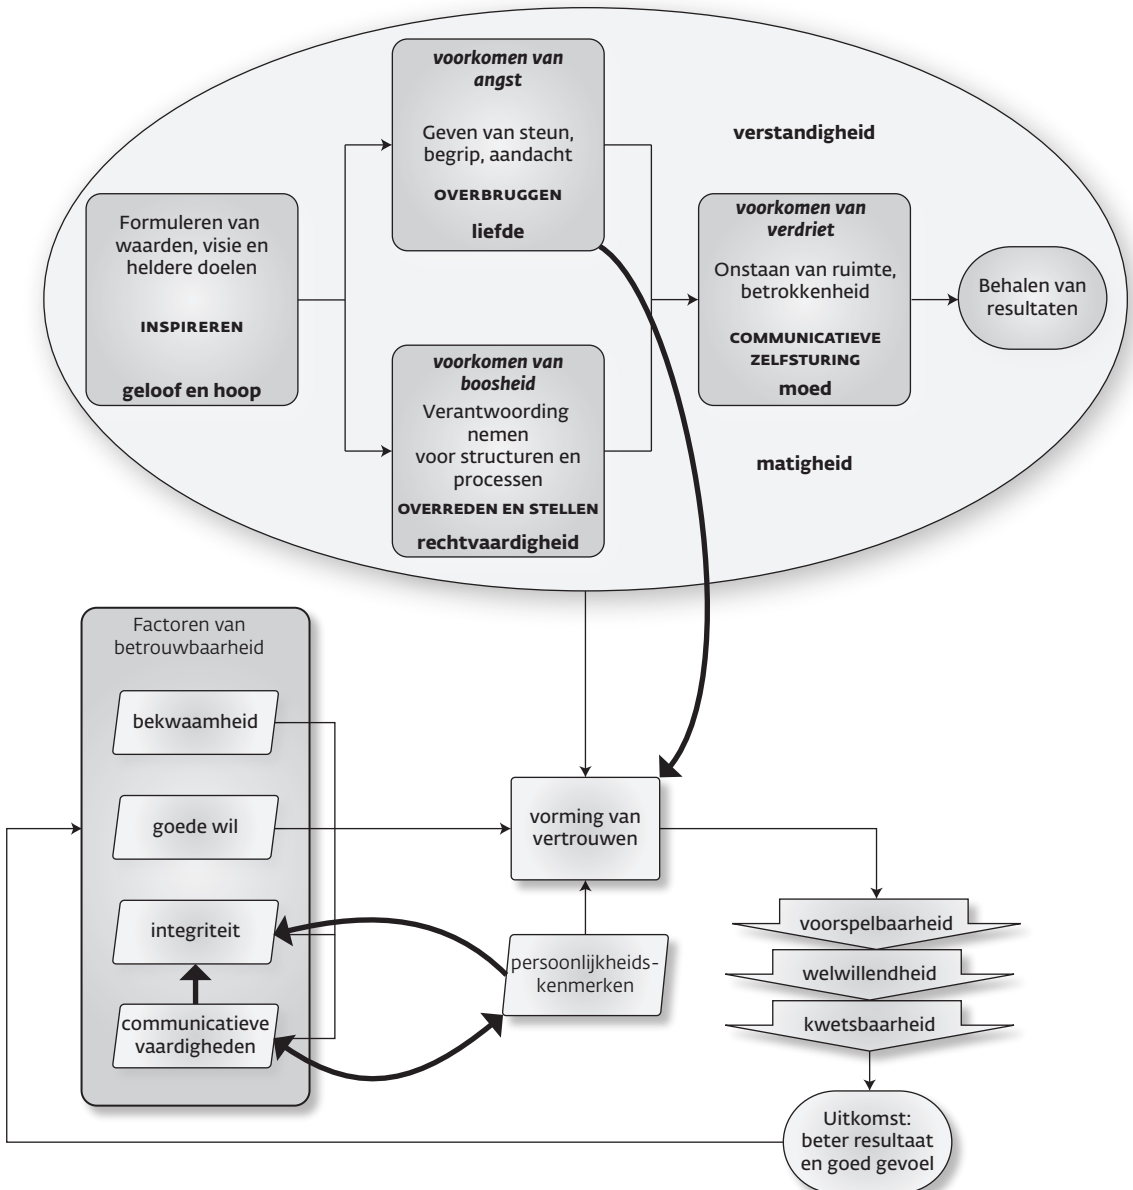 voorkomen van
angst
Geven van steun,
begrip, aandacht
OVERBRUGGEN
liefde
verstandigheid
Formuleren van
waarden, visie en
heldere doelen
INSPIREREN
geloof en hoop
voorkomen van
verdriet
Onstaan van ruimte,
betrokkenheid
COMMUNICATIEVE
ZELFSTURING
moed
Behalen van
resultaten
voorkomen van
boosheid
Verantwoording
nemen
voor structuren en
processen
OVERREDEN EN STELLEN
rechtvaardigheid
matigheid
Factoren van
betrouwbaarheid
bekwaamheid
goede wil
integriteit
communicatieve
vaardigheden
vorming van
vertrouwen
persoonlijkheids-
kenmerken
voorspelbaarheid
welwillendheid
kwetsbaarheid
Uitkomst:
beter resultaat
en goed gevoel